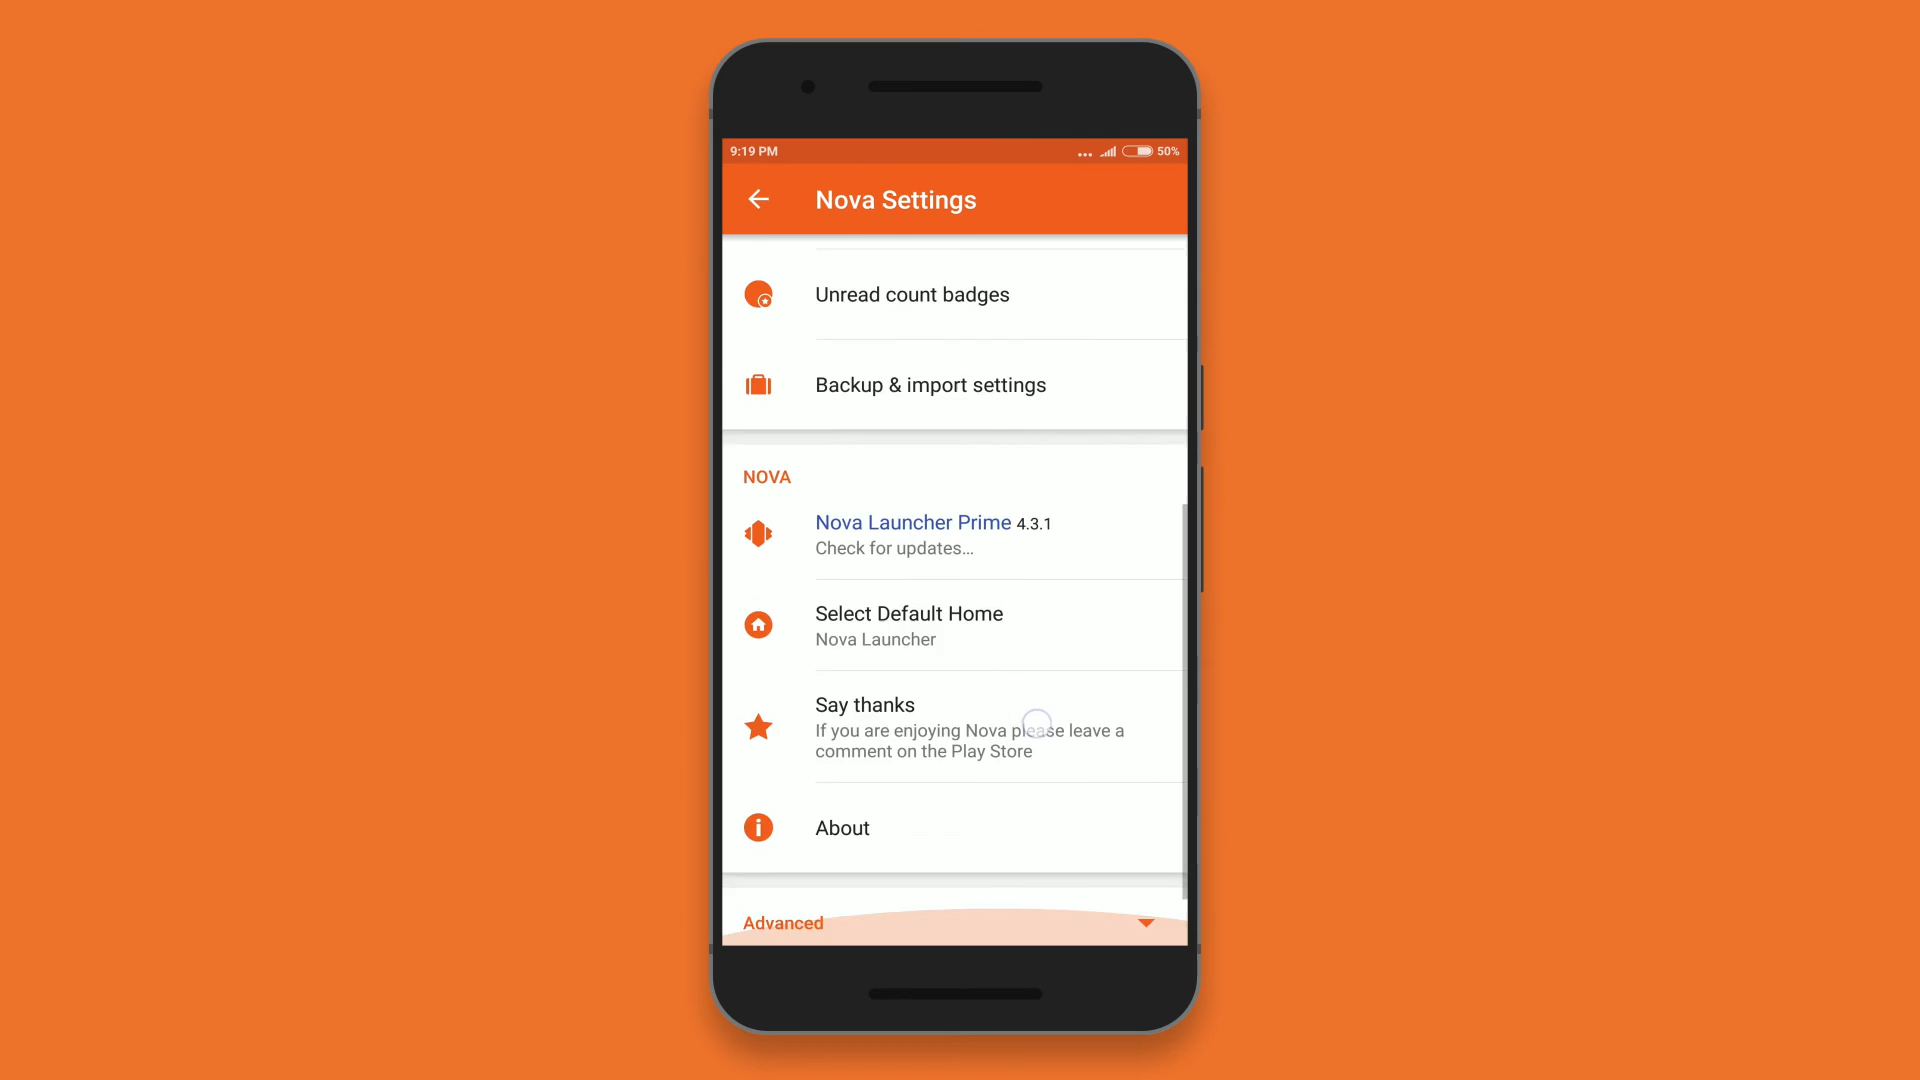 9:19 PM
50%
Nova Settings
Unread count badges
Backup & import settings
NOVA
Nova Launcher Prime 4.3.1
Check for updates...
Select Default Home
Nova Launcher
Say thanks
If you are enjoying Nova please leave a
comment on the Play Store
About
Advanced